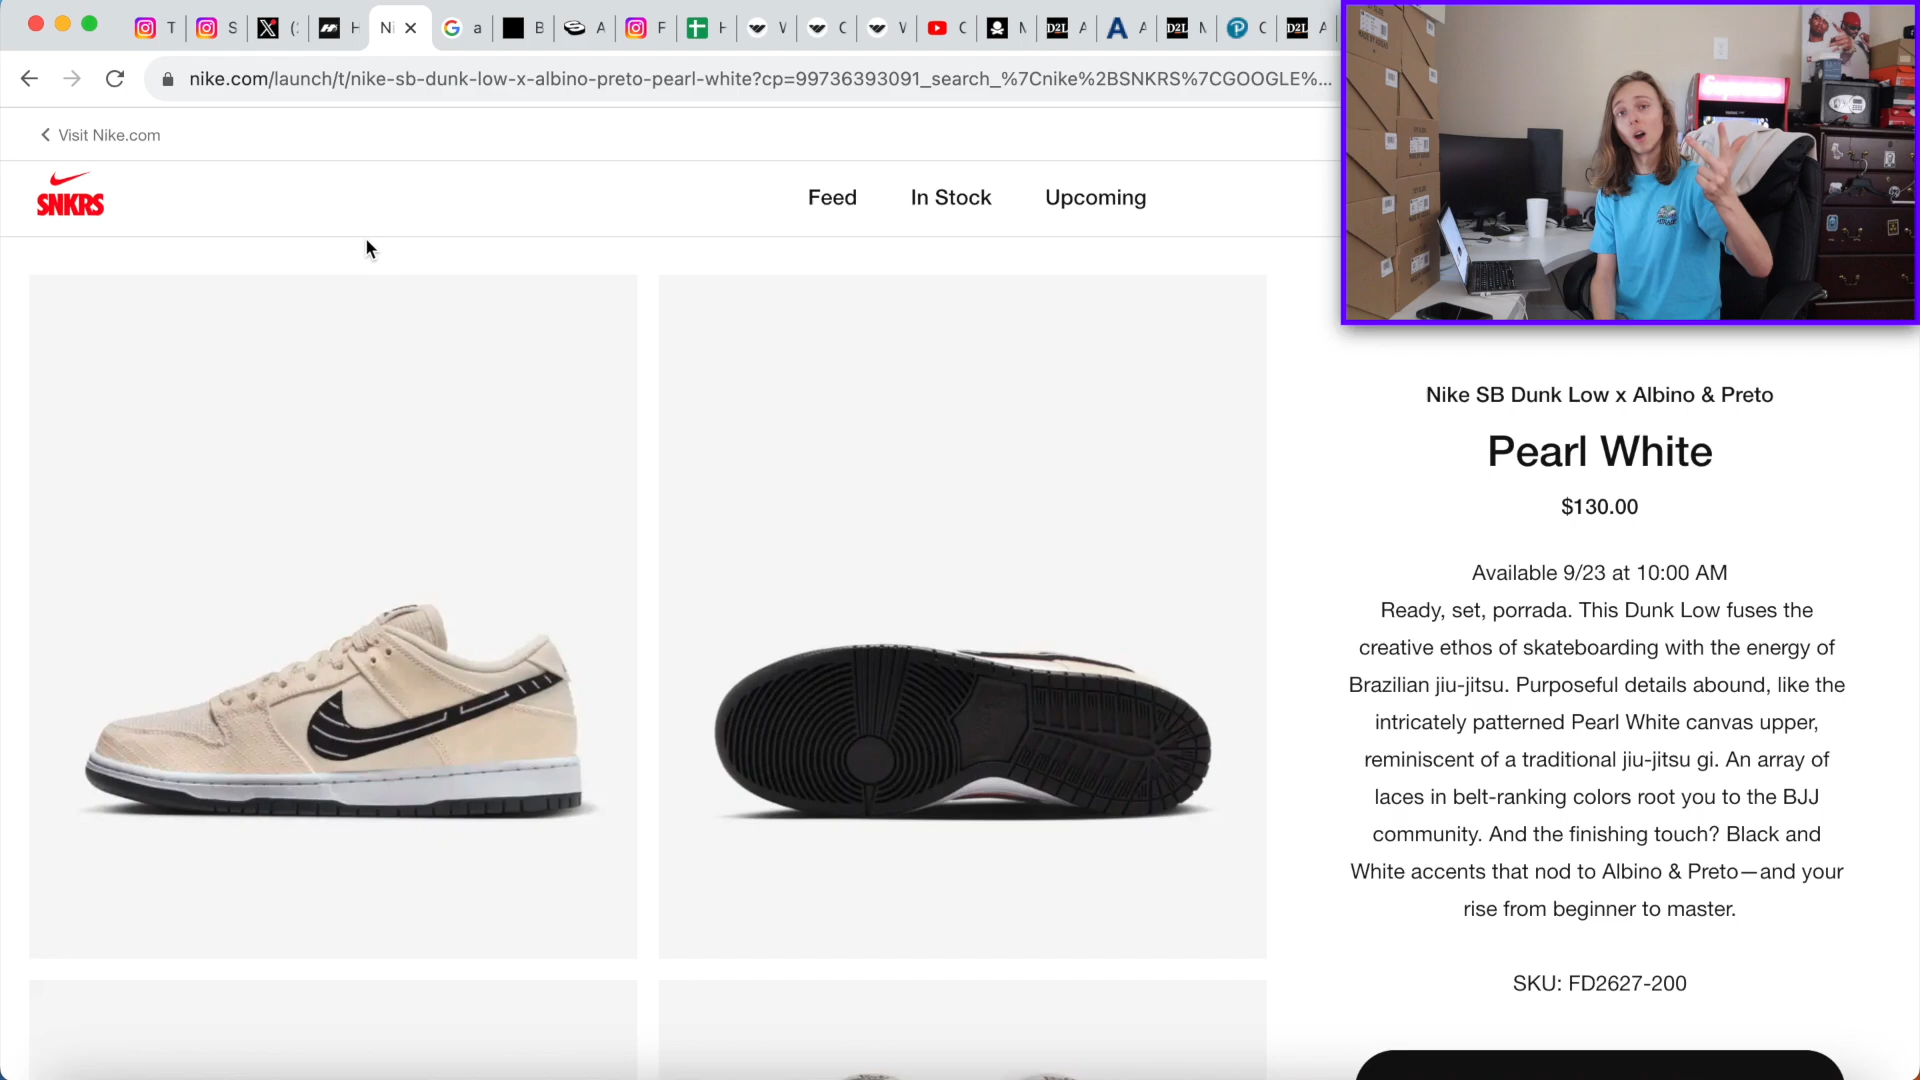 T
S
(
H
Ni
a
B
A
F
H
W
C
W
C
M
D2L
A
A
A
D2L
M
C
D2L
A
nike.com/launch/t/nike-sb-dunk-low-x-albino-preto-pearl-white?cp=99736393091_search_%7Cnike%2BSNKRS%7CGOOGLE%...
Visit Nike.com
SNKRS
Feed
In Stock
Upcoming
Supreme
Nike SB Dunk Low x Albino & Preto
Pearl White
$130.00
Available 9/23 at 10:00 AM
Ready, set, porrada. This Dunk Low fuses the
creative ethos of skateboarding with the energy of
Brazilian jiu-jitsu. Purposeful details abound, like the
intricately patterned Pearl White canvas upper,
reminiscent of a traditional jiu-jitsu gi. An array of
laces in belt-ranking colors root you to the BJJ
community. And the finishing touch? Black and
White accents that nod to Albino & Preto—and your
rise from beginner to master.
SKU: FD2627-200